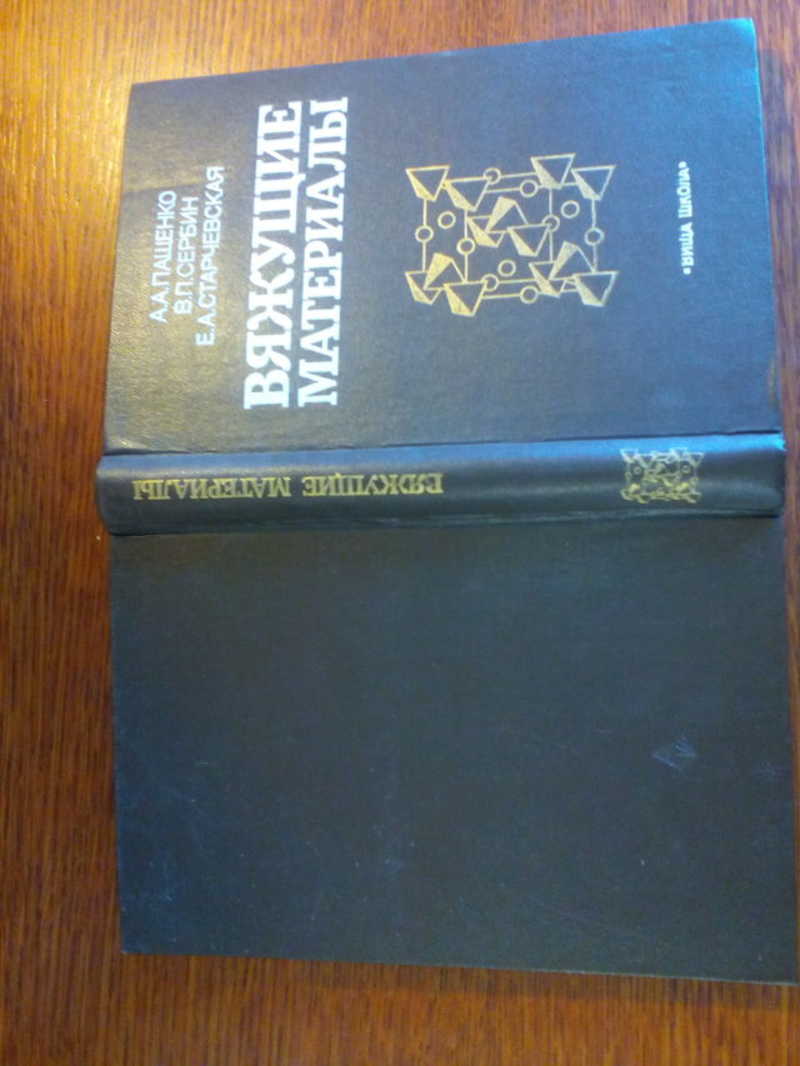 А.А.ПАЩЕНКО
В.П.СЕРБИН
Е.А.СТАРЧЕВСКАЯ
ВЯЖУЩИЕ
МАТЕРИАЛЫ
«ВИЩА ШКОЛА»
ВЯЖУЩИЕ МАТЕРИАЛЫ